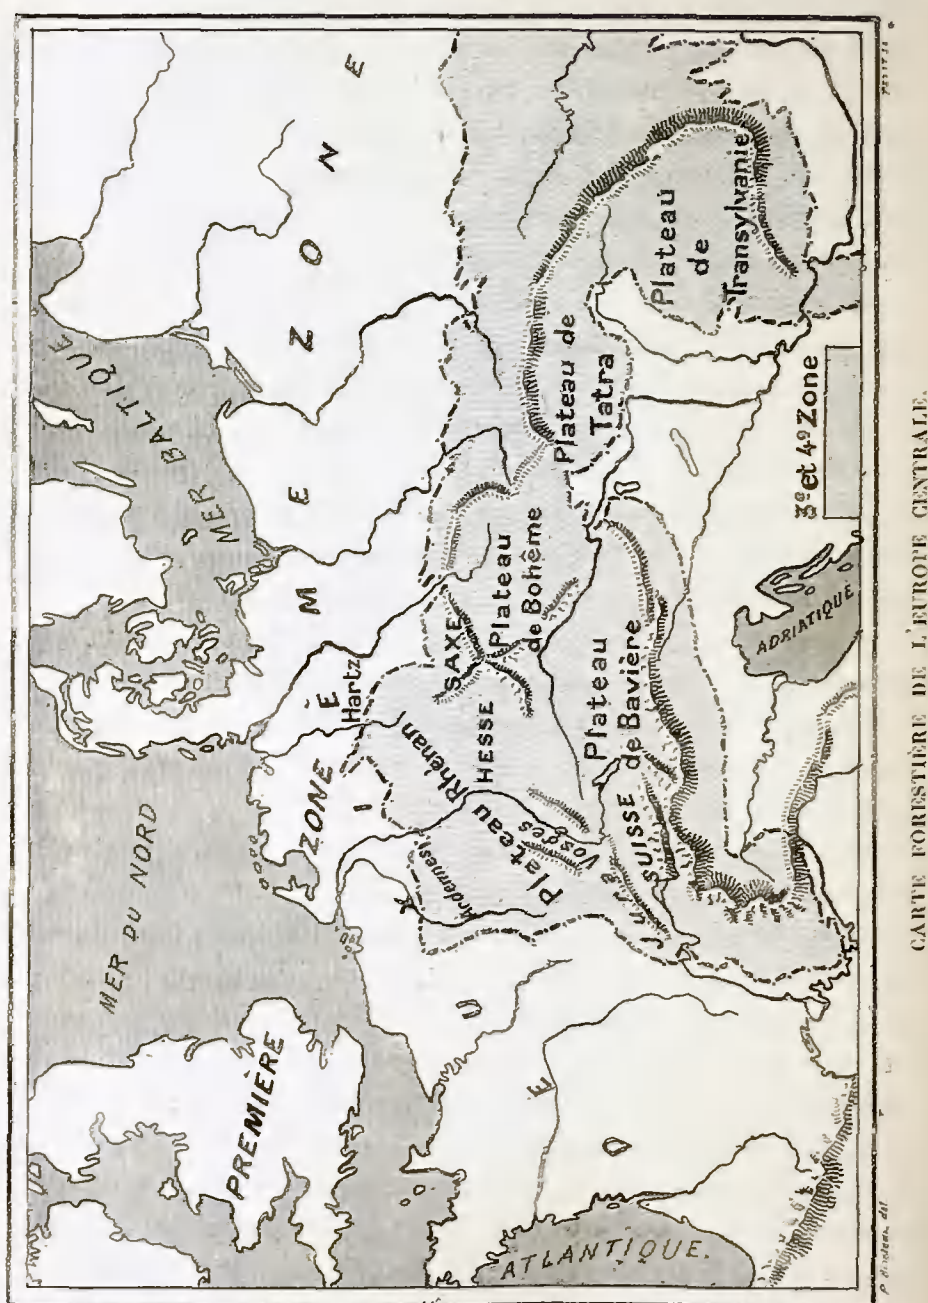 MER DU NORD
MER BALTIQUE
PREMIÈRE ZONE
DEUXIÈME ZONE
Hartz
SAXE
Plateau
de Bohême
Plateau de
Tatra
Plateau
de
Transylvanie
Plateau Rhénan
HESSE
Ardennes
Vosges
Plateau
de Bavière
Jura
SUISSE
ATLANTIQUE.
ADRIATIQUE
3e et 4e Zone
CARTE FORESTIÈRE DE L'EUROPE CENTRALE.